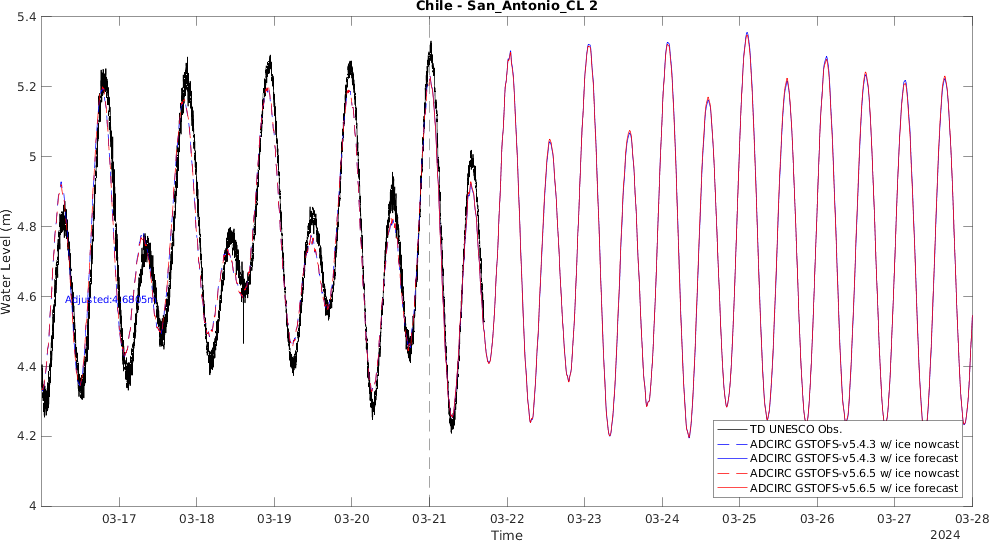 Chile - San_Antonio_CL 2
5.4
5.2
5
4.8
4.6
4.4
4.2
4
Water Level (m)
Adjusted:4.6805m
TD UNESCO Obs.
ADCIRC GSTOFS-v5.4.3 w/ ice nowcast
ADCIRC GSTOFS-v5.4.3 w/ ice forecast
ADCIRC GSTOFS-v5.6.5 w/ ice nowcast
ADCIRC GSTOFS-v5.6.5 w/ ice forecast
03-17 03-18 03-19 03-20 03-21 03-22 03-23 03-24 03-25 03-26 03-27 03-28
Time
2024